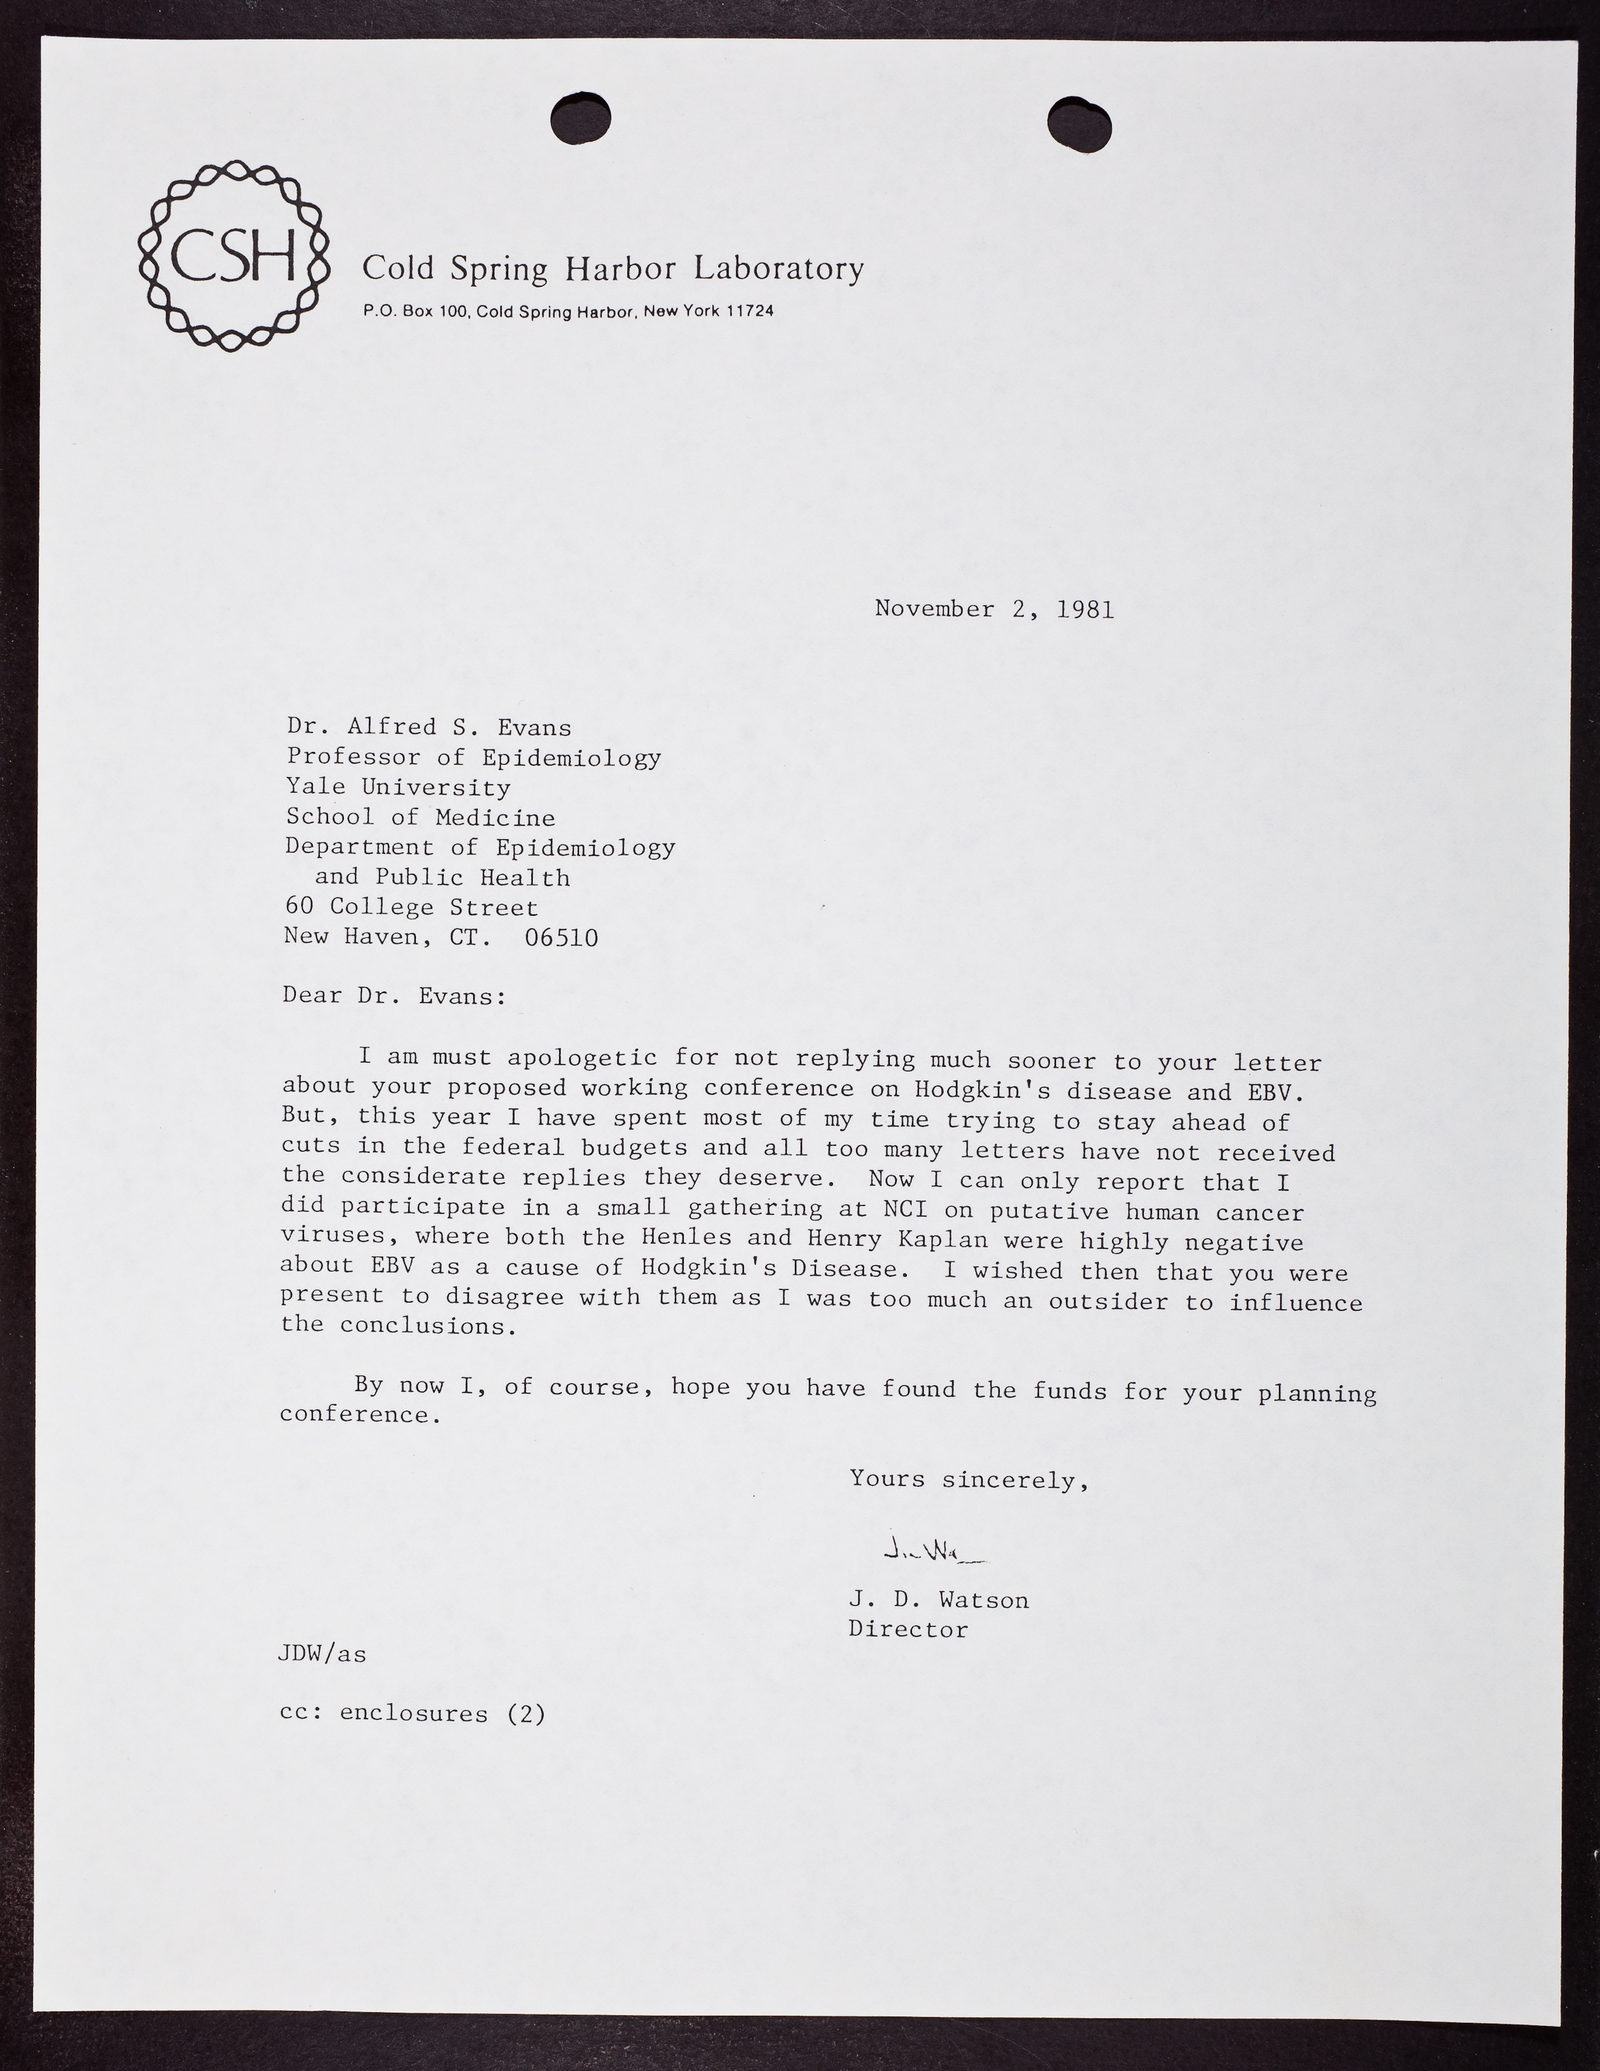 CSH
Cold Spring Harbor Laboratory
P.O. Box 100, Cold Spring Harbor, New York 11724
November 2, 1981
Dr. Alfred S. Evans
Professor of Epidemiology
Yale University
School of Medicine
Department of Epidemiology
and Public Health
60 College Street
New Haven, CT. 06510
Dear Dr. Evans:
I am must apologetic for not replying much sooner to your letter
about your proposed working conference on Hodgkin's disease and EBV.
But, this year I have spent most of my time trying to stay ahead of
cuts in the federal budgets and all too many letters have not received
the considerate replies they deserve. Now I can only report that I
did participate in a small gathering at NCI on putative human cancer
viruses, where both the Henles and Henry Kaplan were highly negative
about EBV as a cause of Hodgkin's Disease. I wished then that you were
present to disagree with them as I was too much an outsider to influence
the conclusions.
By now I, of course, hope you have found the funds for your planning
conference.
Yours sincerely,
J. D. Watson
Director
JDW/as
cc: enclosures (2)